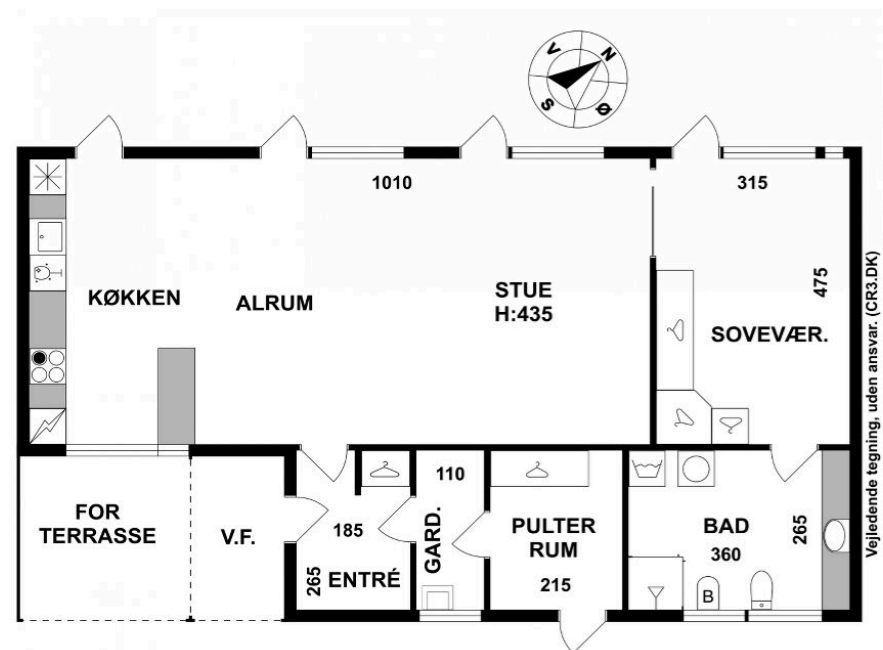 V
N
S
Ø
1010
315
KØKKEN
ALRUM
STUE
H:435
475
SOVEVÆR.
Vejledende tegning, uden ansvar. (CR3.DK)
FOR
TERRASSE
V.F.
185
265
ENTRÉ
110
GARD.
PULTER
RUM
215
BAD
360
265
B